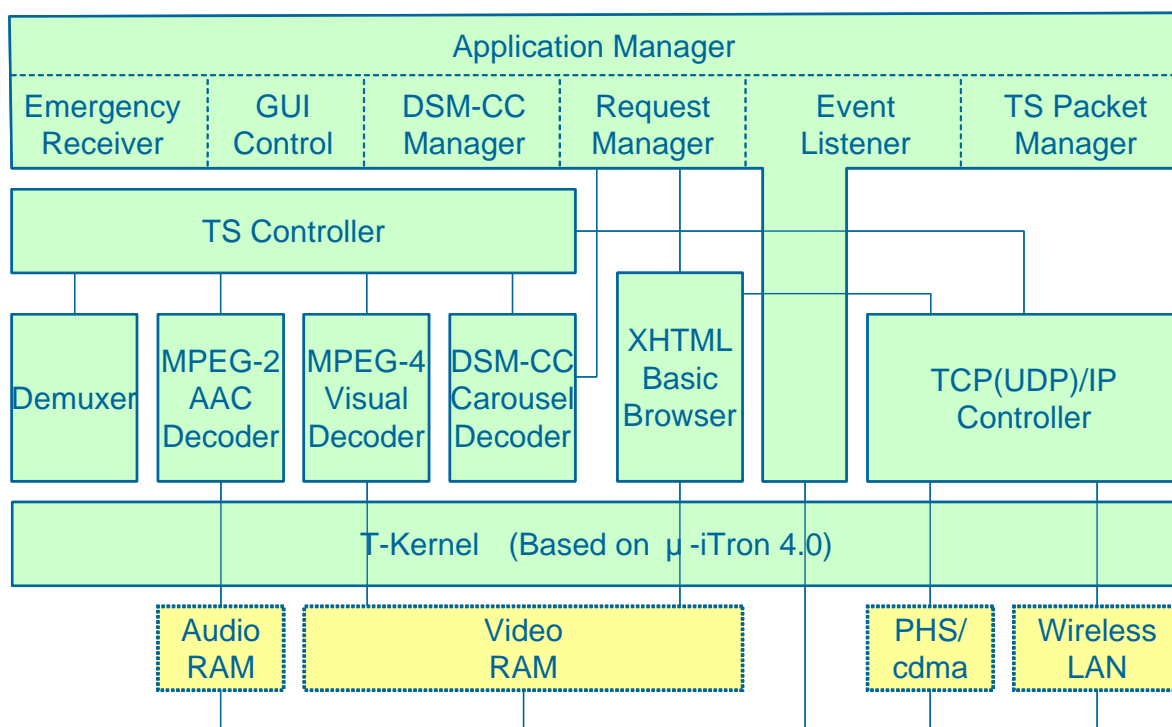 Application Manager
Emergency
Receiver
GUI
Control
DSM-CC
Manager
Request
Manager
Event
Listener
TS Packet
Manager
TS Controller
Demuxer
MPEG-2
AAC
Decoder
MPEG-4
Visual
Decoder
DSM-CC
Carousel
Decoder
XHTML
Basic
Browser
TCP(UDP)/IP
Controller
T-Kernel (Based on μ-iTron 4.0)
Audio
RAM
Video
RAM
PHS/
cdma
Wireless
LAN